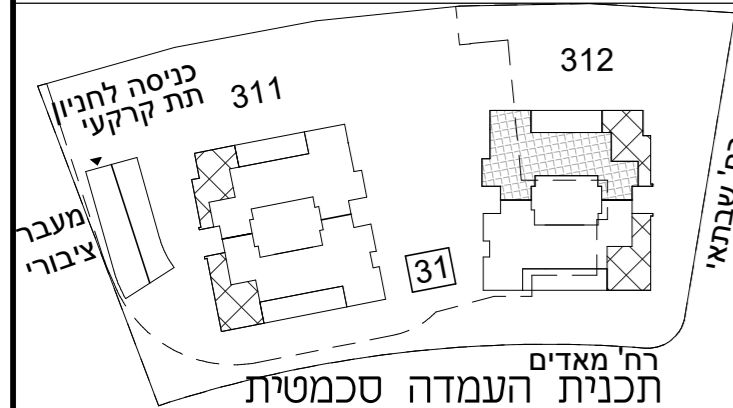 312
311
כניסה לחניון
תת קרקעי
מעבר
ציבורי
31
רח' שבתאי
רח' מאדים
תכנית העמדה סכמטית